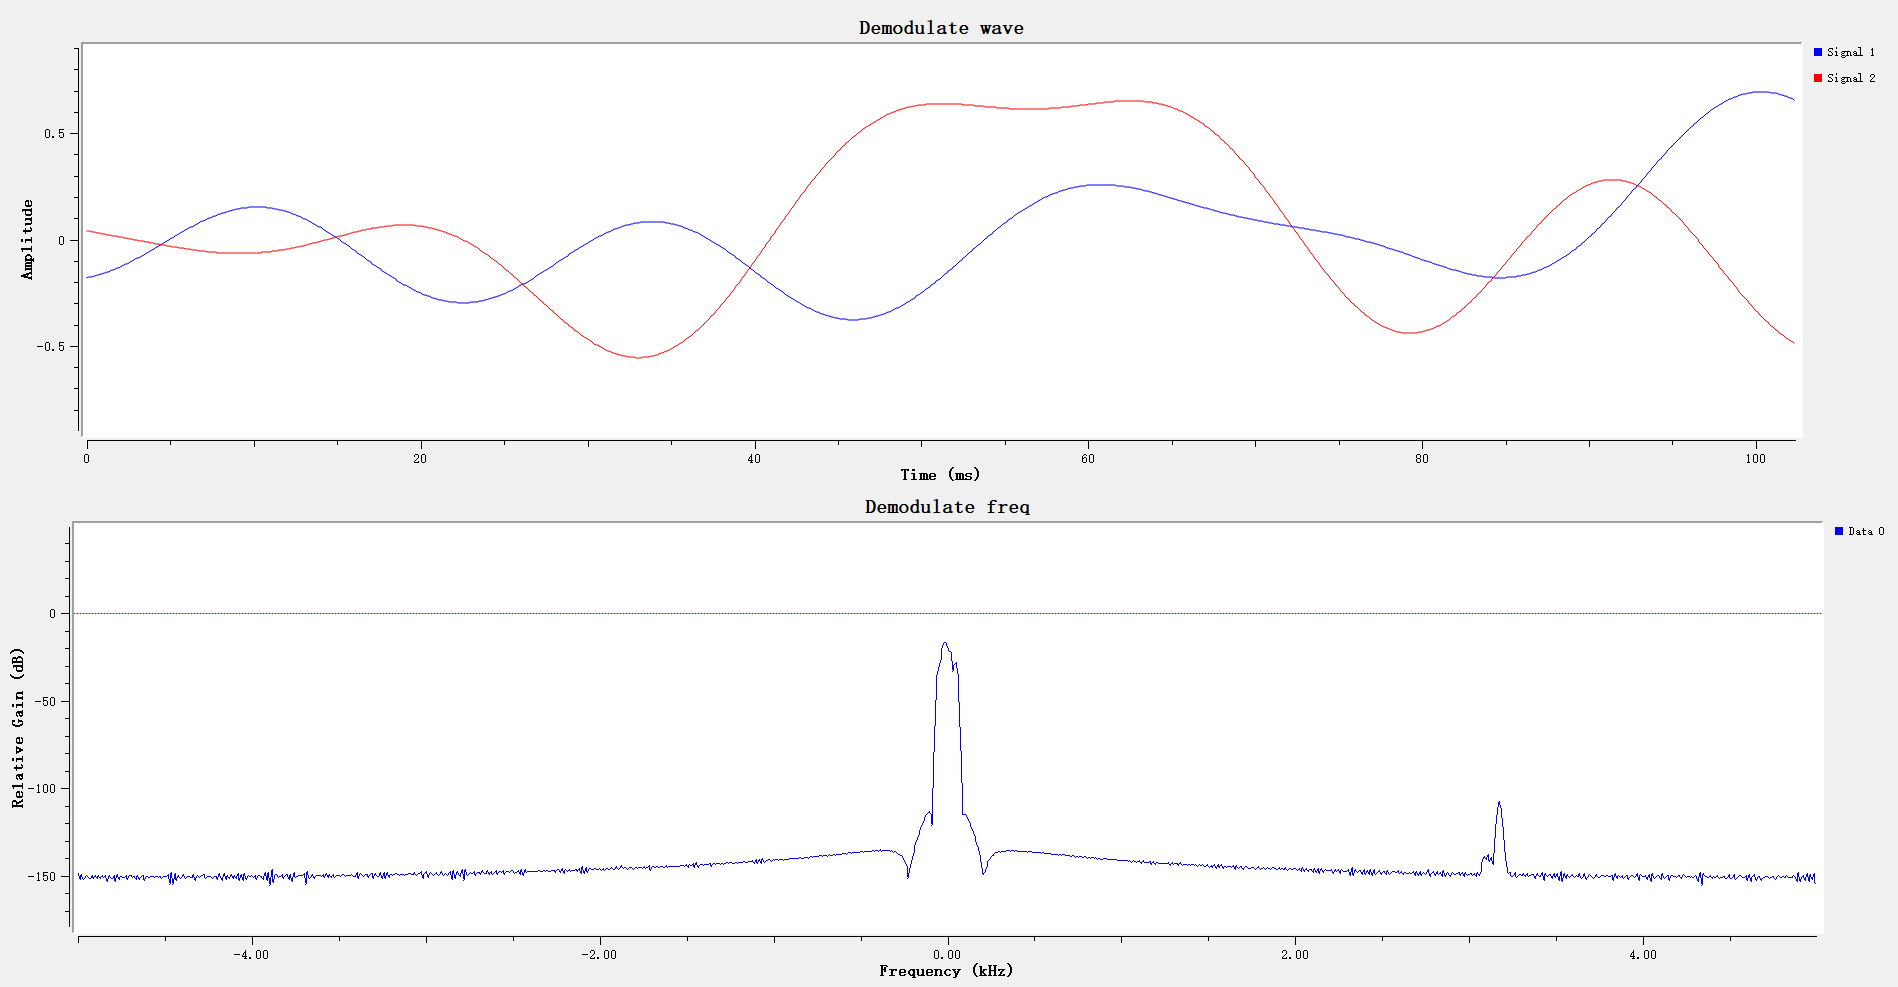 Demodulate wave
Signal 1
Signal 2
Amplitude
0.5
0
-0.5
0 20 40 60 80 100
Time (ms)
Demodulate freq
Data 0
Relative Gain (dB)
0
-50
-100
-150
-4.00 -2.00 0.00 2.00 4.00
Frequency (kHz)